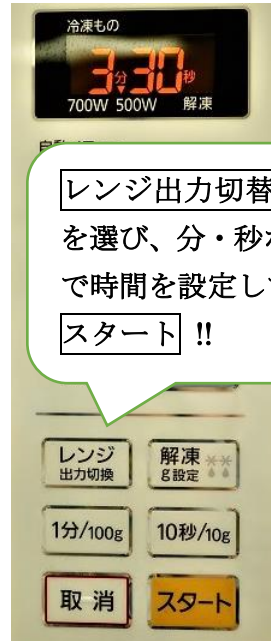 冷凍もの
3分30秒
700W 500W 解凍
レンジ出力切替
を選び、分・秒
で時間を設定し
スタート !!
レンジ
出力切換
解凍
g設定
1分/100g
10秒/10g
取消
スタート